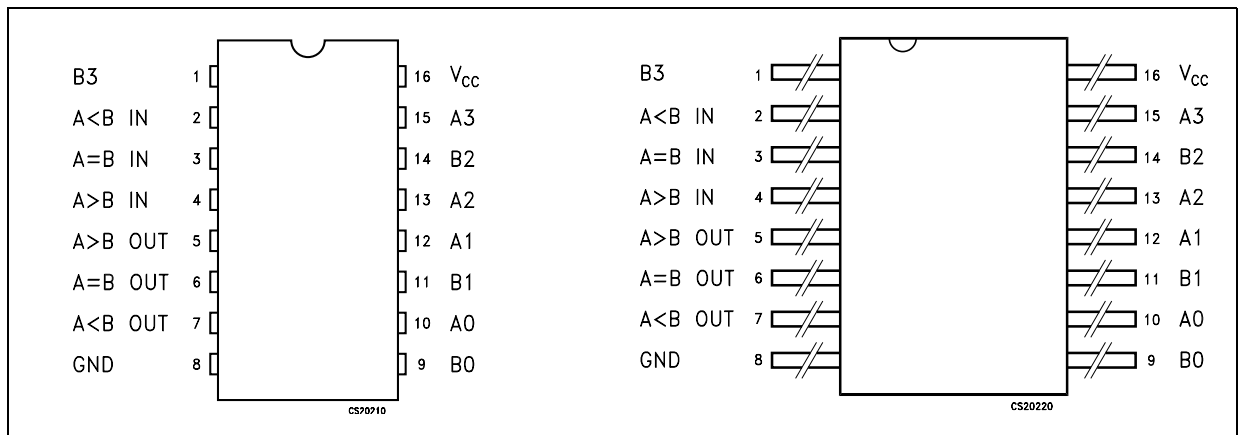 B3 1 16 VCC
A<B IN 2 15 A3
A=B IN 3 14 B2
A>B IN 4 13 A2
A>B OUT 5 12 A1
A=B OUT 6 11 B1
A<B OUT 7 10 A0
GND 8 9 B0
CS20210
B3 1 16 VCC
A<B IN 2 15 A3
A=B IN 3 14 B2
A>B IN 4 13 A2
A>B OUT 5 12 A1
A=B OUT 6 11 B1
A<B OUT 7 10 A0
GND 8 9 B0
CS20220